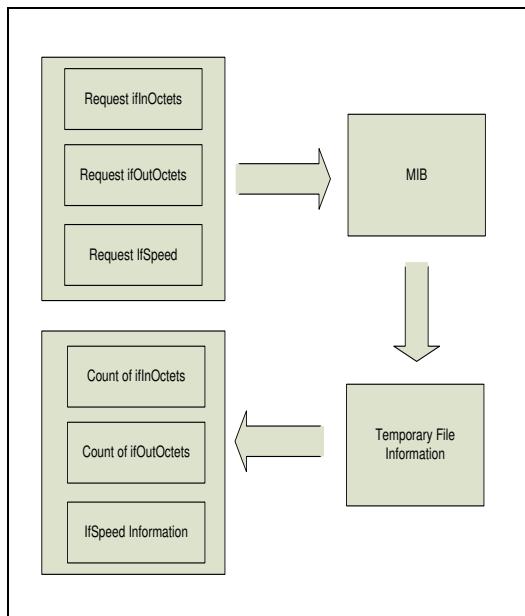 Request ifInOctets
Request ifOutOctets
Request IfSpeed
MIB
Temporary File
Information
Count of ifInOctets
Count of ifOutOctets
IfSpeed Information